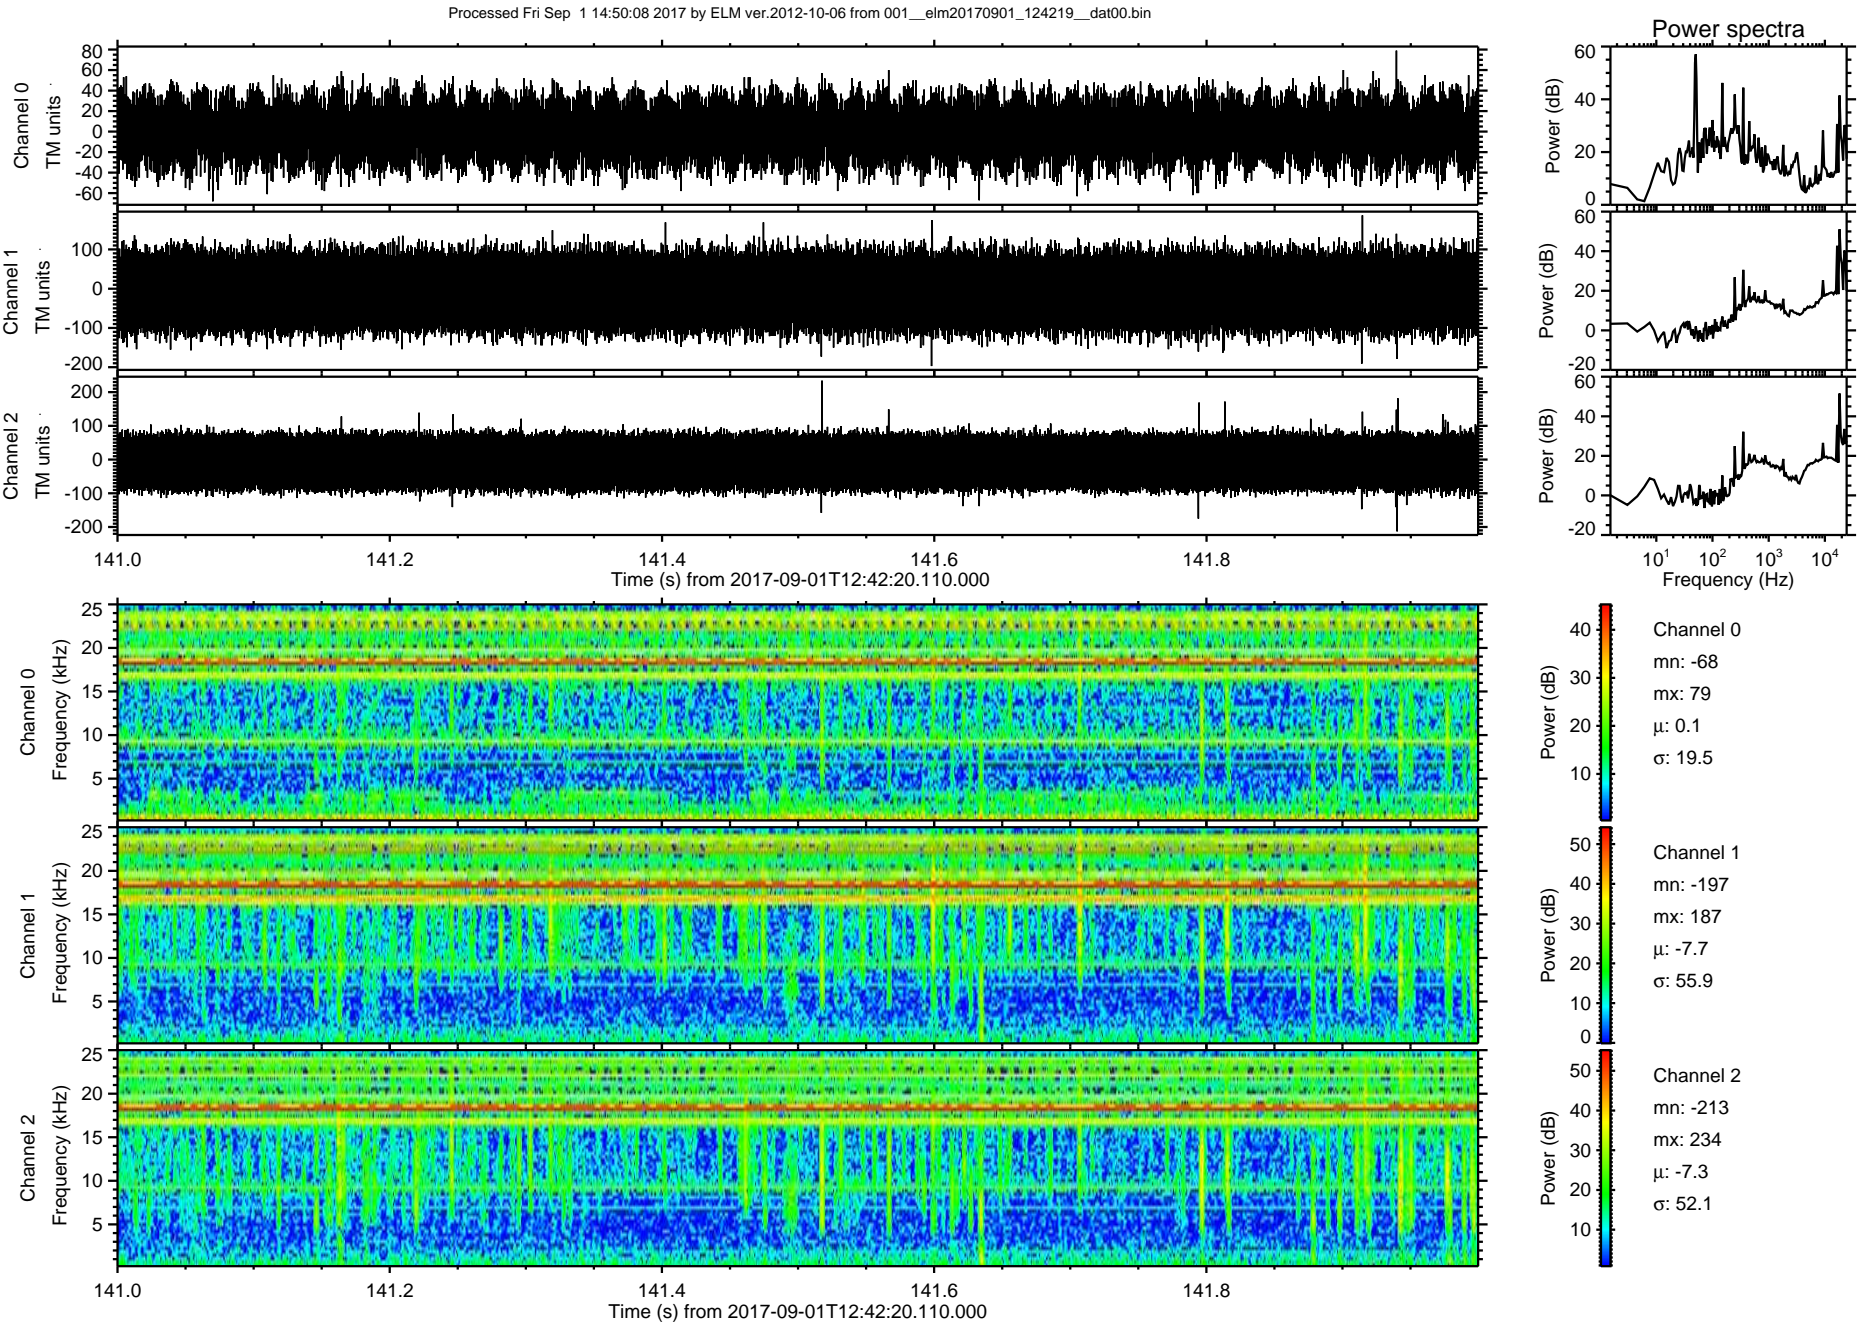 Processed Fri Sep  1 14:50:08 2017 by ELM ver.2012-10-06 from 001__elm20170901_124219__dat00.bin
Power spectra
Channel 0
TM units
80
60
40
20
0
-20
-40
-60
Power (dB)
60
40
20
0
Channel 1
TM units
100
0
-100
-200
Power (dB)
60
40
20
0
-20
Channel 2
TM units
200
100
0
-100
-200
Power (dB)
60
40
20
0
-20
141.0
141.2
141.4
141.6
141.8
Time (s) from 2017-09-01T12:42:20.110.000
10^1
10^2
10^3
10^4
Frequency (Hz)
Channel 0
Frequency (kHz)
25
20
15
10
5
Power (dB)
40
30
20
10
Channel 0
mn: -68
mx: 79
μ: 0.1
σ: 19.5
Channel 1
Frequency (kHz)
25
20
15
10
5
Power (dB)
50
40
30
20
10
0
Channel 1
mn: -197
mx: 187
μ: -7.7
σ: 55.9
Channel 2
Frequency (kHz)
25
20
15
10
5
Power (dB)
50
40
30
20
10
Channel 2
mn: -213
mx: 234
μ: -7.3
σ: 52.1
141.0
141.2
141.4
141.6
141.8
Time (s) from 2017-09-01T12:42:20.110.000